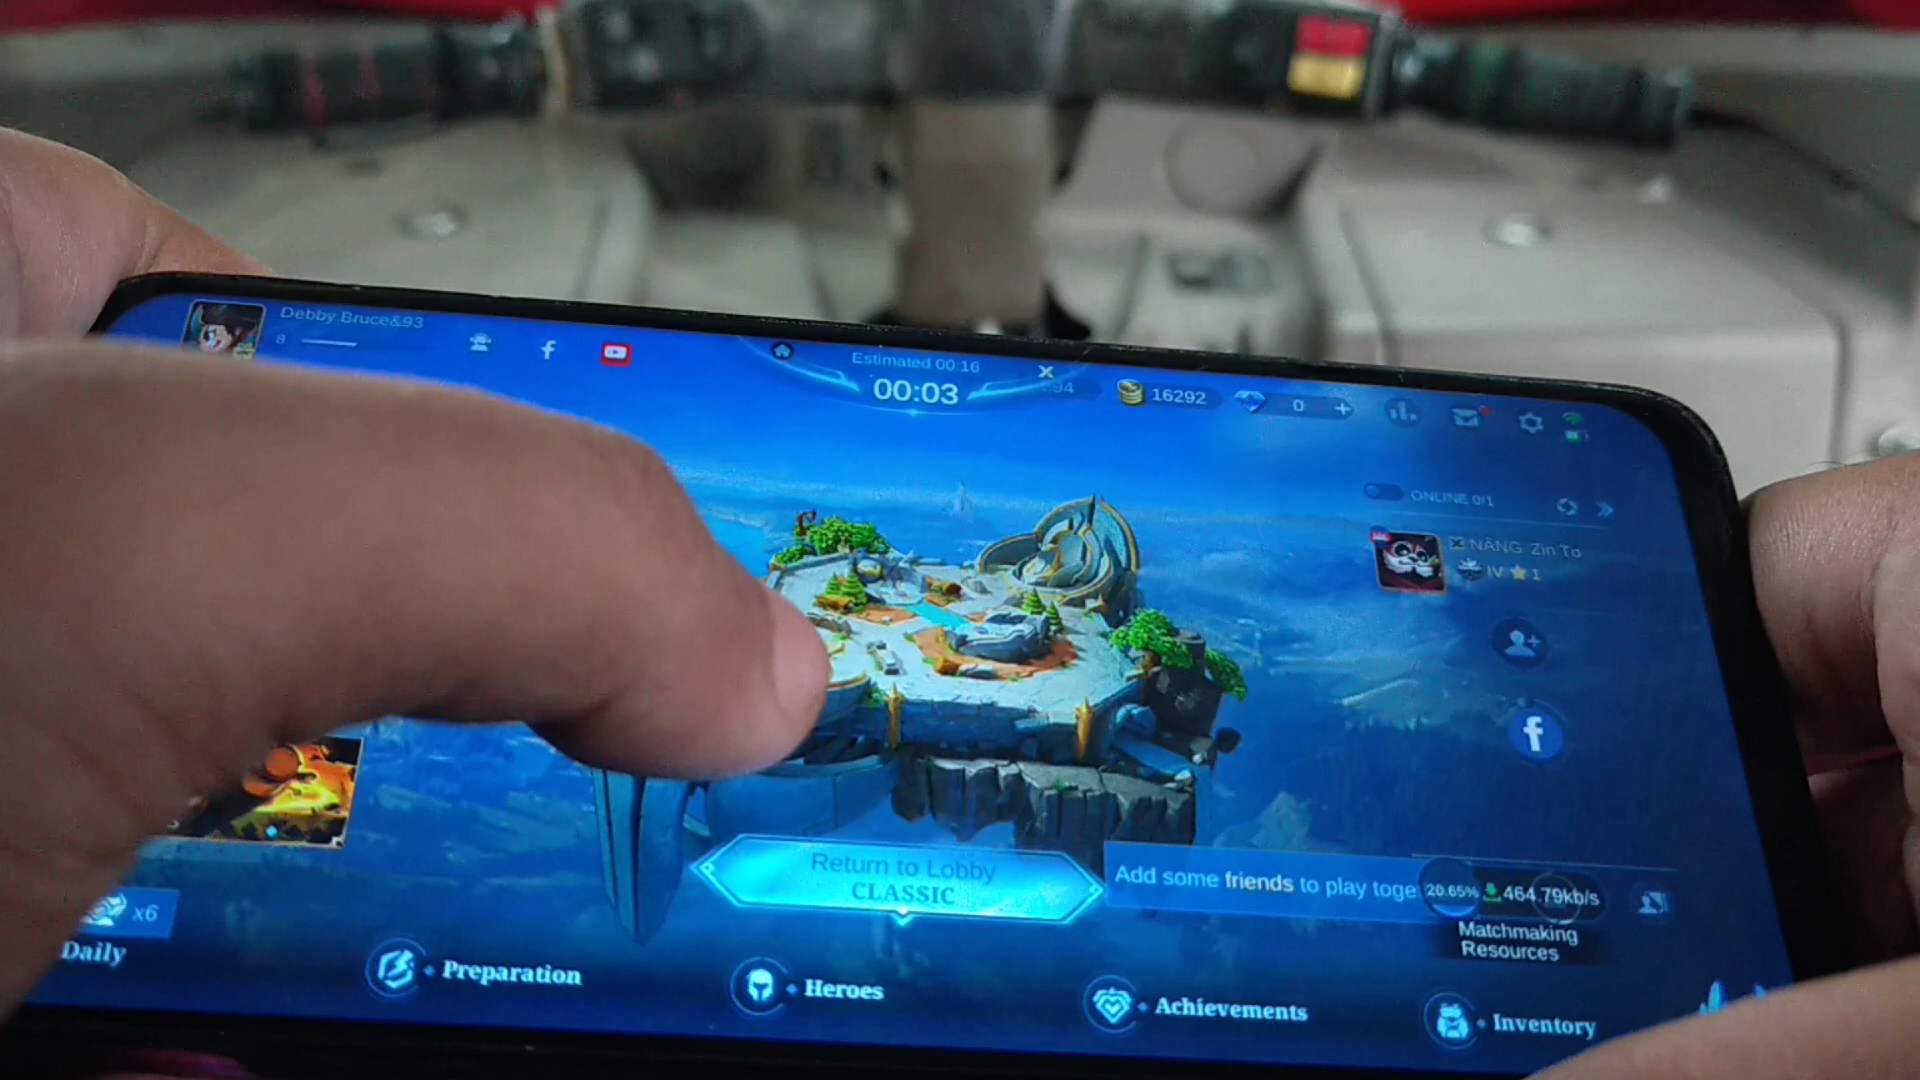 Debby Bruce&93
8
Estimated 00:16
00:03
16292
0
ONLINE 0/1
NĂNG Zin To
IV 1
Return to Lobby
CLASSIC
Add some friends to play toge
20.65%
464.79kb/s
Matchmaking
Resources
x6
Daily
Preparation
Heroes
Achievements
Inventory